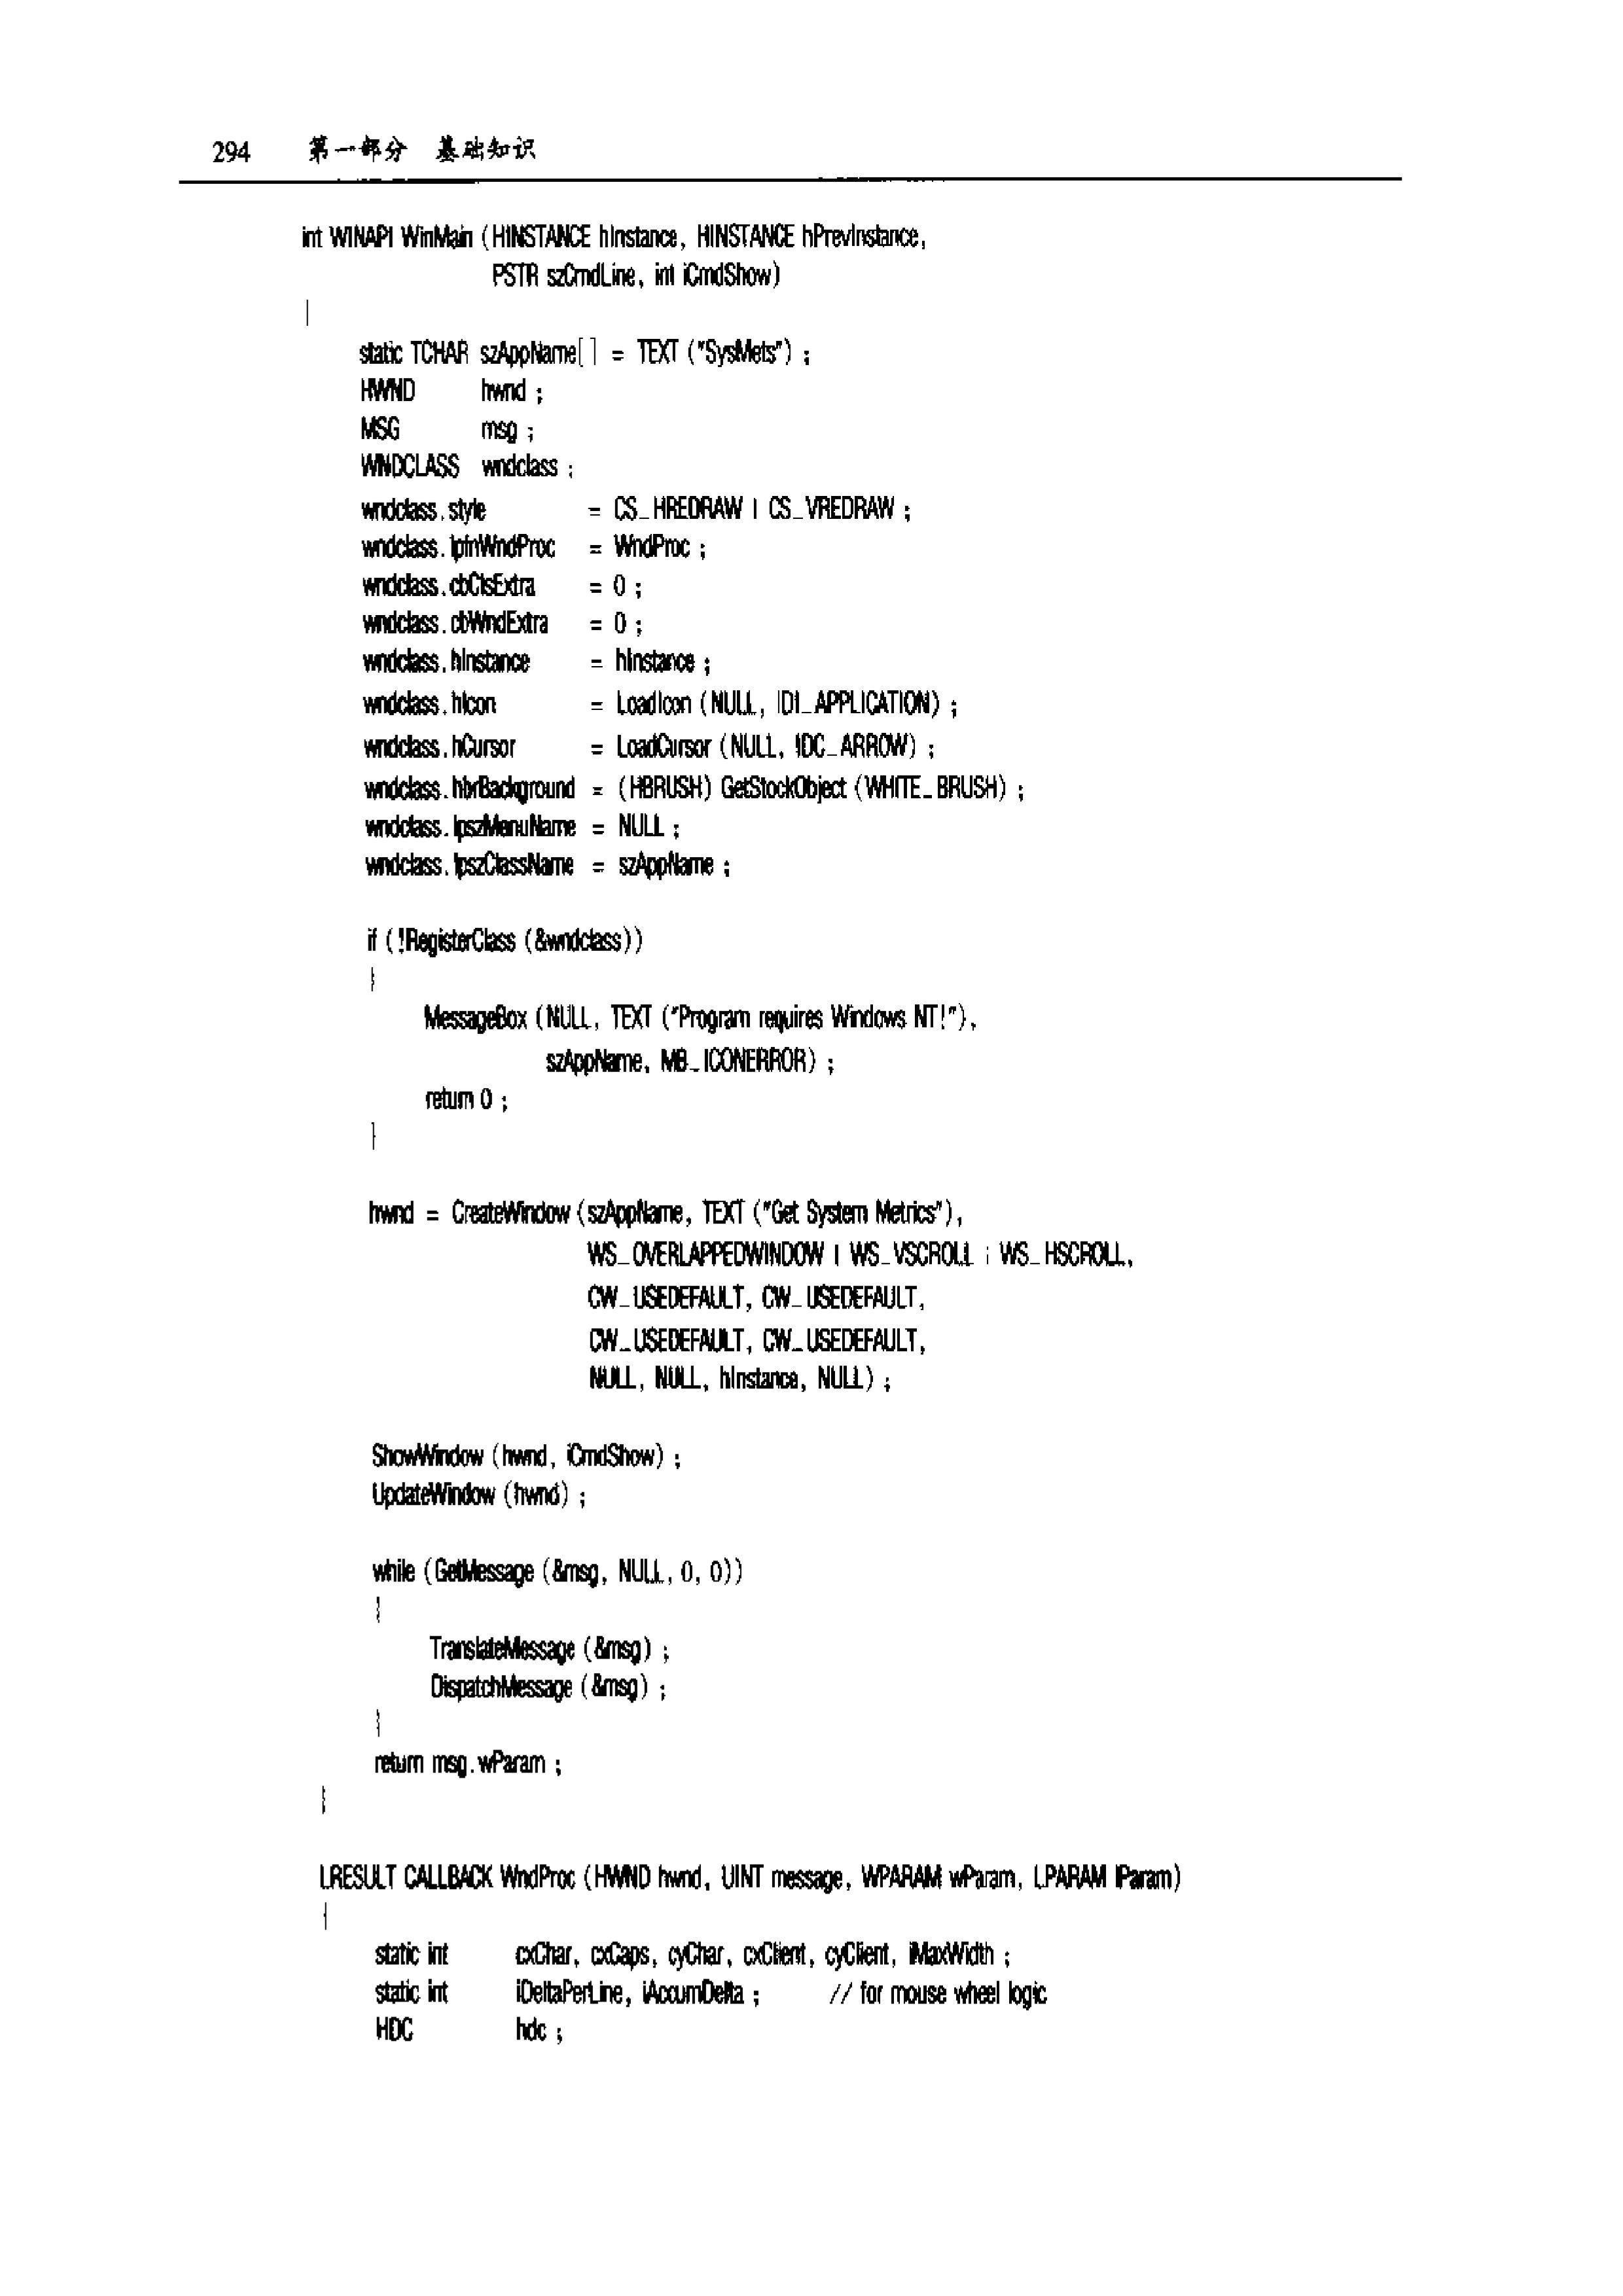 294 第一部分 基础知识
int WINAPI WinMain (HINSTANCE hInstance, HINSTANCE hPrevInstance,
PSTR szCmdLine, int iCmdShow)
{
static TCHAR szAppName[] = TEXT ("SysMets") ;
HWND hwnd ;
MSG msg ;
WNDCLASS wndclass ;
wndclass.style = CS_HREDRAW | CS_VREDRAW ;
wndclass.lpfnWndProc = WndProc ;
wndclass.cbClsExtra = 0 ;
wndclass.cbWndExtra = 0 ;
wndclass.hInstance = hInstance ;
wndclass.hIcon = LoadIcon (NULL, IDI_APPLICATION) ;
wndclass.hCursor = LoadCursor (NULL, IDC_ARROW) ;
wndclass.hbrBackground = (HBRUSH) GetStockObject (WHITE_BRUSH) ;
wndclass.lpszMenuName = NULL ;
wndclass.lpszClassName = szAppName ;
if (!RegisterClass (&wndclass))
{
MessageBox (NULL, TEXT ("Program requires Windows NT!"),
szAppName, MB_ICONERROR) ;
return 0 ;
}
hwnd = CreateWindow (szAppName, TEXT ("Get System Metrics"),
WS_OVERLAPPEDWINDOW | WS_VSCROLL | WS_HSCROLL,
CW_USEDEFAULT, CW_USEDEFAULT,
CW_USEDEFAULT, CW_USEDEFAULT,
NULL, NULL, hInstance, NULL) ;
ShowWindow (hwnd, iCmdShow) ;
UpdateWindow (hwnd) ;
while (GetMessage (&msg, NULL, 0, 0))
{
TranslateMessage (&msg) ;
DispatchMessage (&msg) ;
}
return msg.wParam ;
}
LRESULT CALLBACK WndProc (HWND hwnd, UINT message, WPARAM wParam, LPARAM lParam)
{
static int cxChar, cxCaps, cyChar, cxClient, cyClient, iMaxWidth ;
static int iDeltaPerLine, iAccumDelta ; // for mouse wheel logic
HDC hdc ;